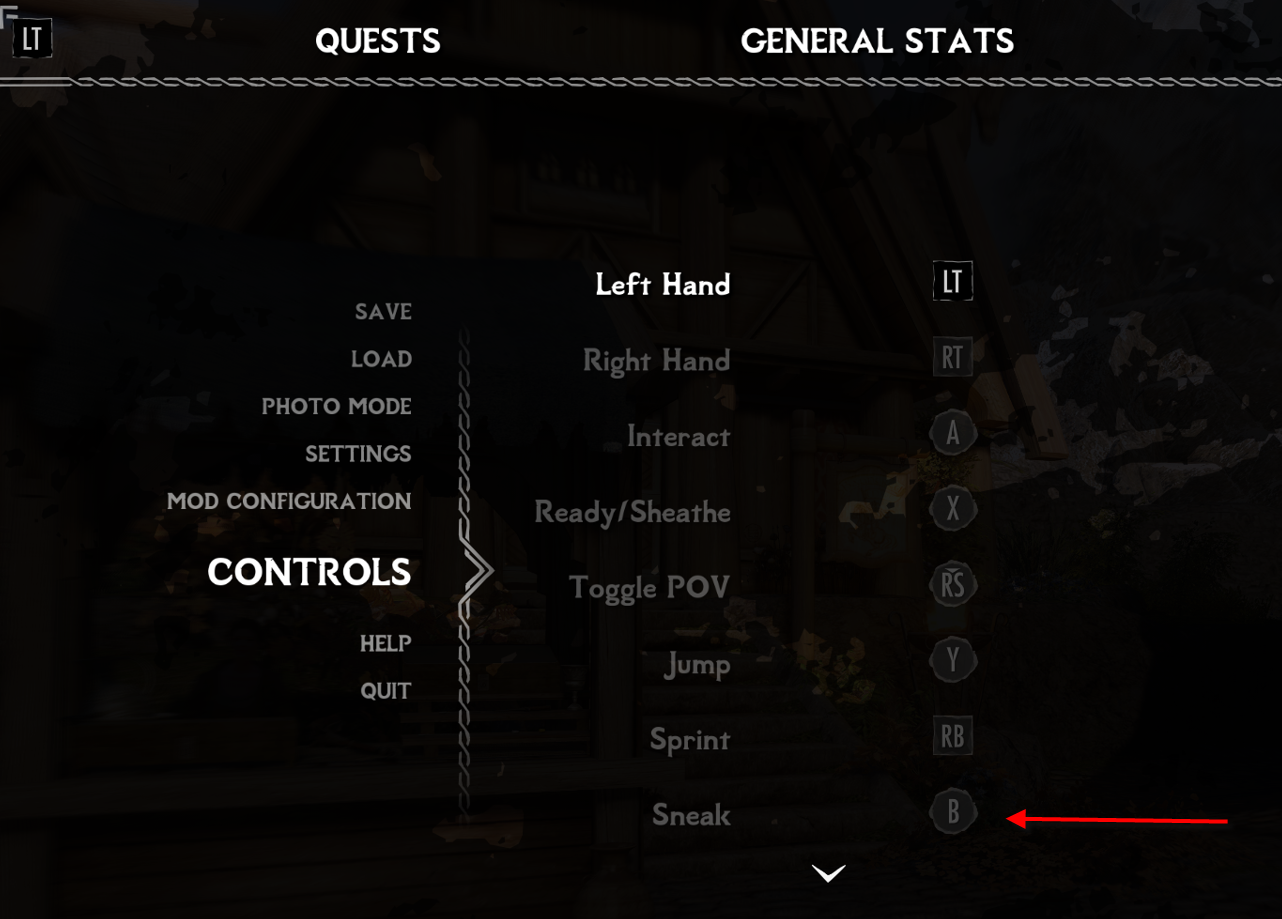 LT QUESTS GENERAL STATS
Left Hand LT
SAVE
LOAD
Right Hand RT
PHOTO MODE
Interact A
SETTINGS
MOD CONFIGURATION
Ready/Sheathe X
CONTROLS
Toggle POV RS
HELP
Jump Y
QUIT
Sprint RB
Sneak B